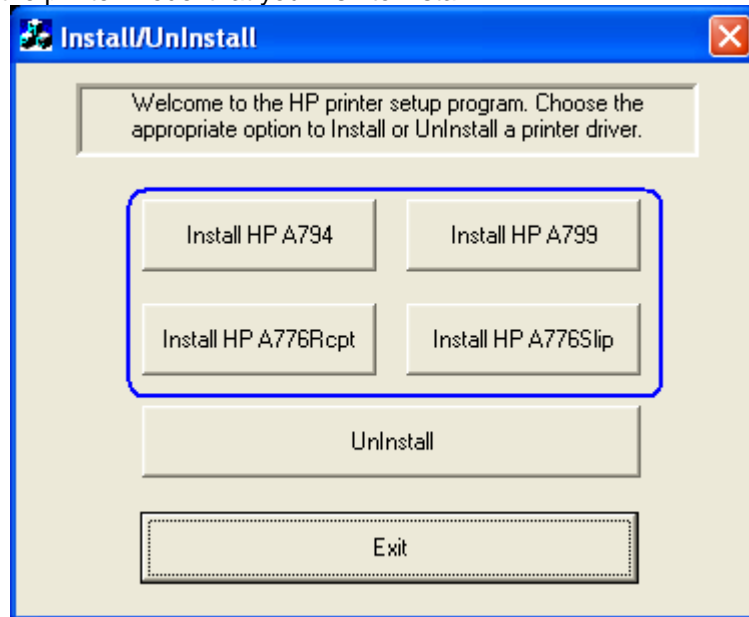 Install/UnInstall
Welcome to the HP printer setup program. Choose the
appropriate option to Install or UnInstall a printer driver.
Install HP A794
Install HP A799
Install HP A776Rcpt
Install HP A776Slip
UnInstall
Exit